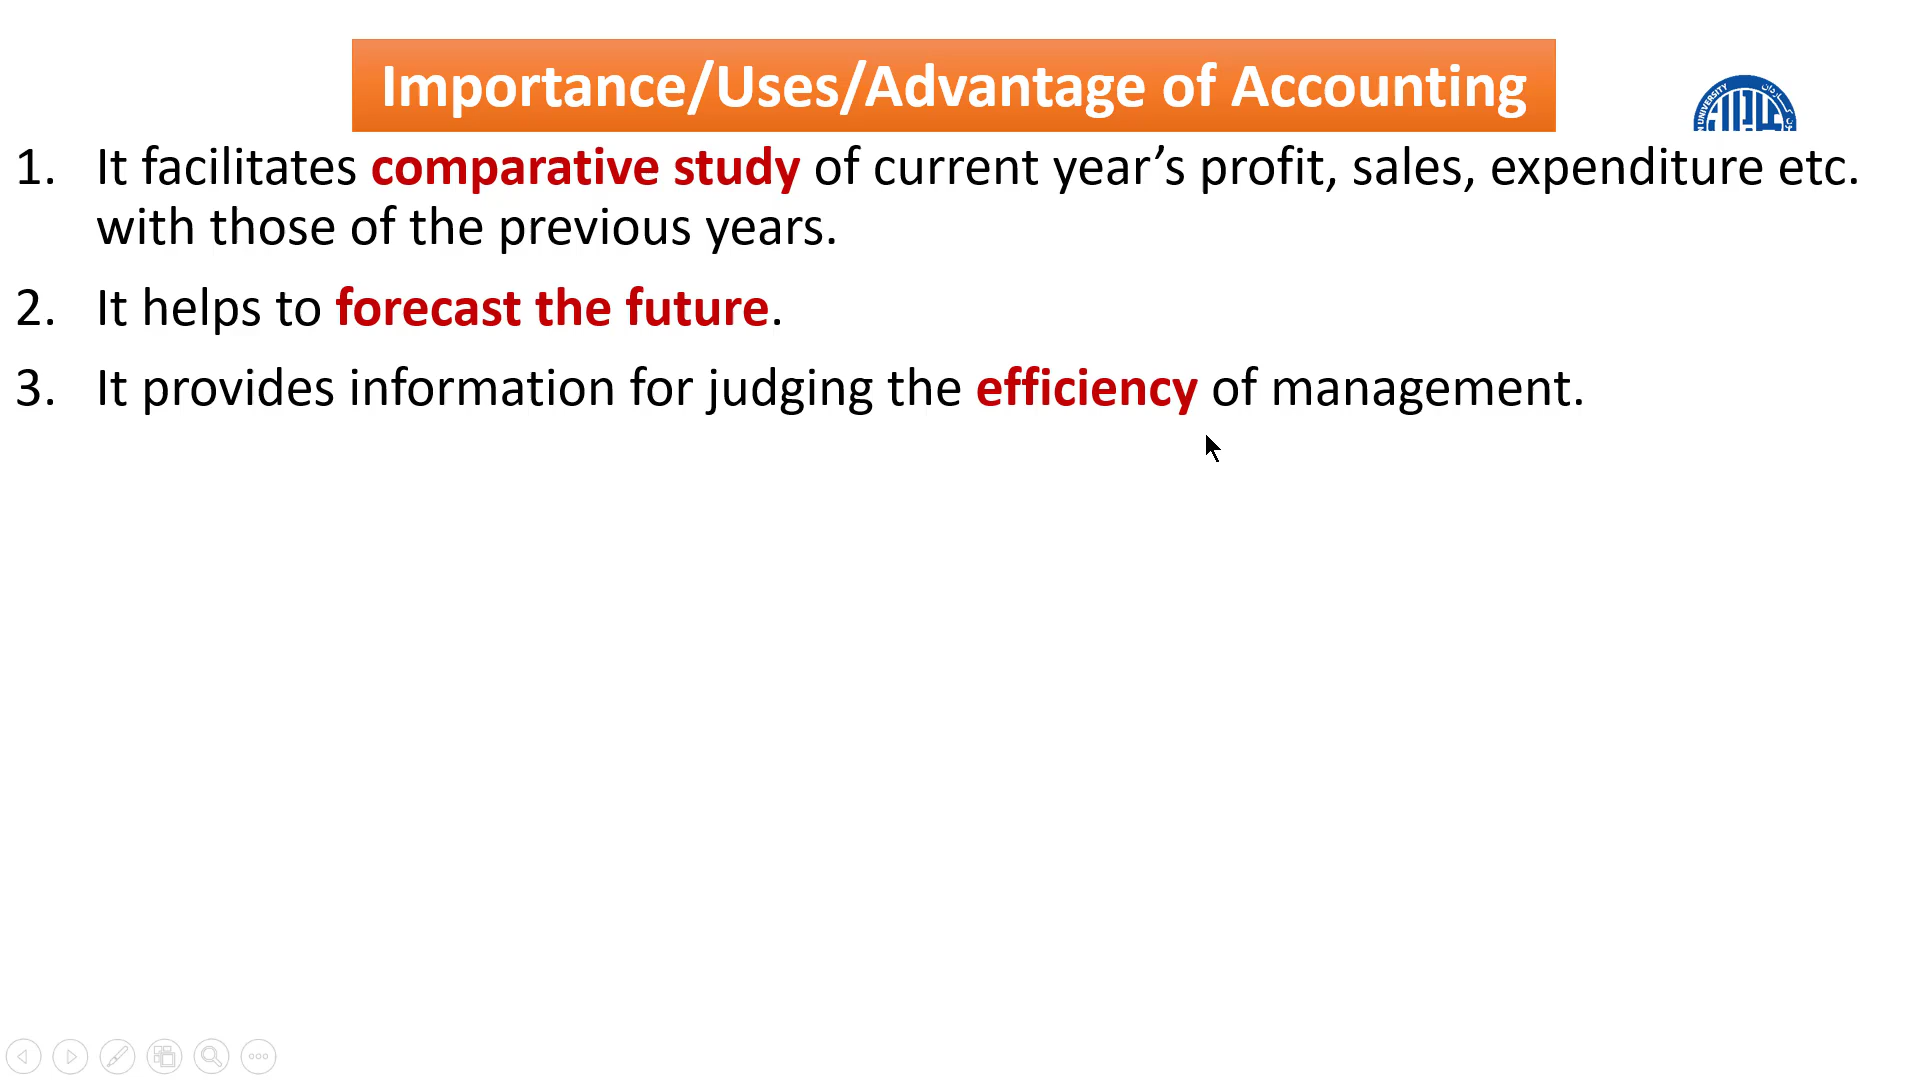 Importance/Uses/Advantage of Accounting
UNIVERSITY
1. It facilitates comparative study of current year’s profit, sales, expenditure etc.
with those of the previous years.
2. It helps to forecast the future.
3. It provides information for judging the efficiency of management.